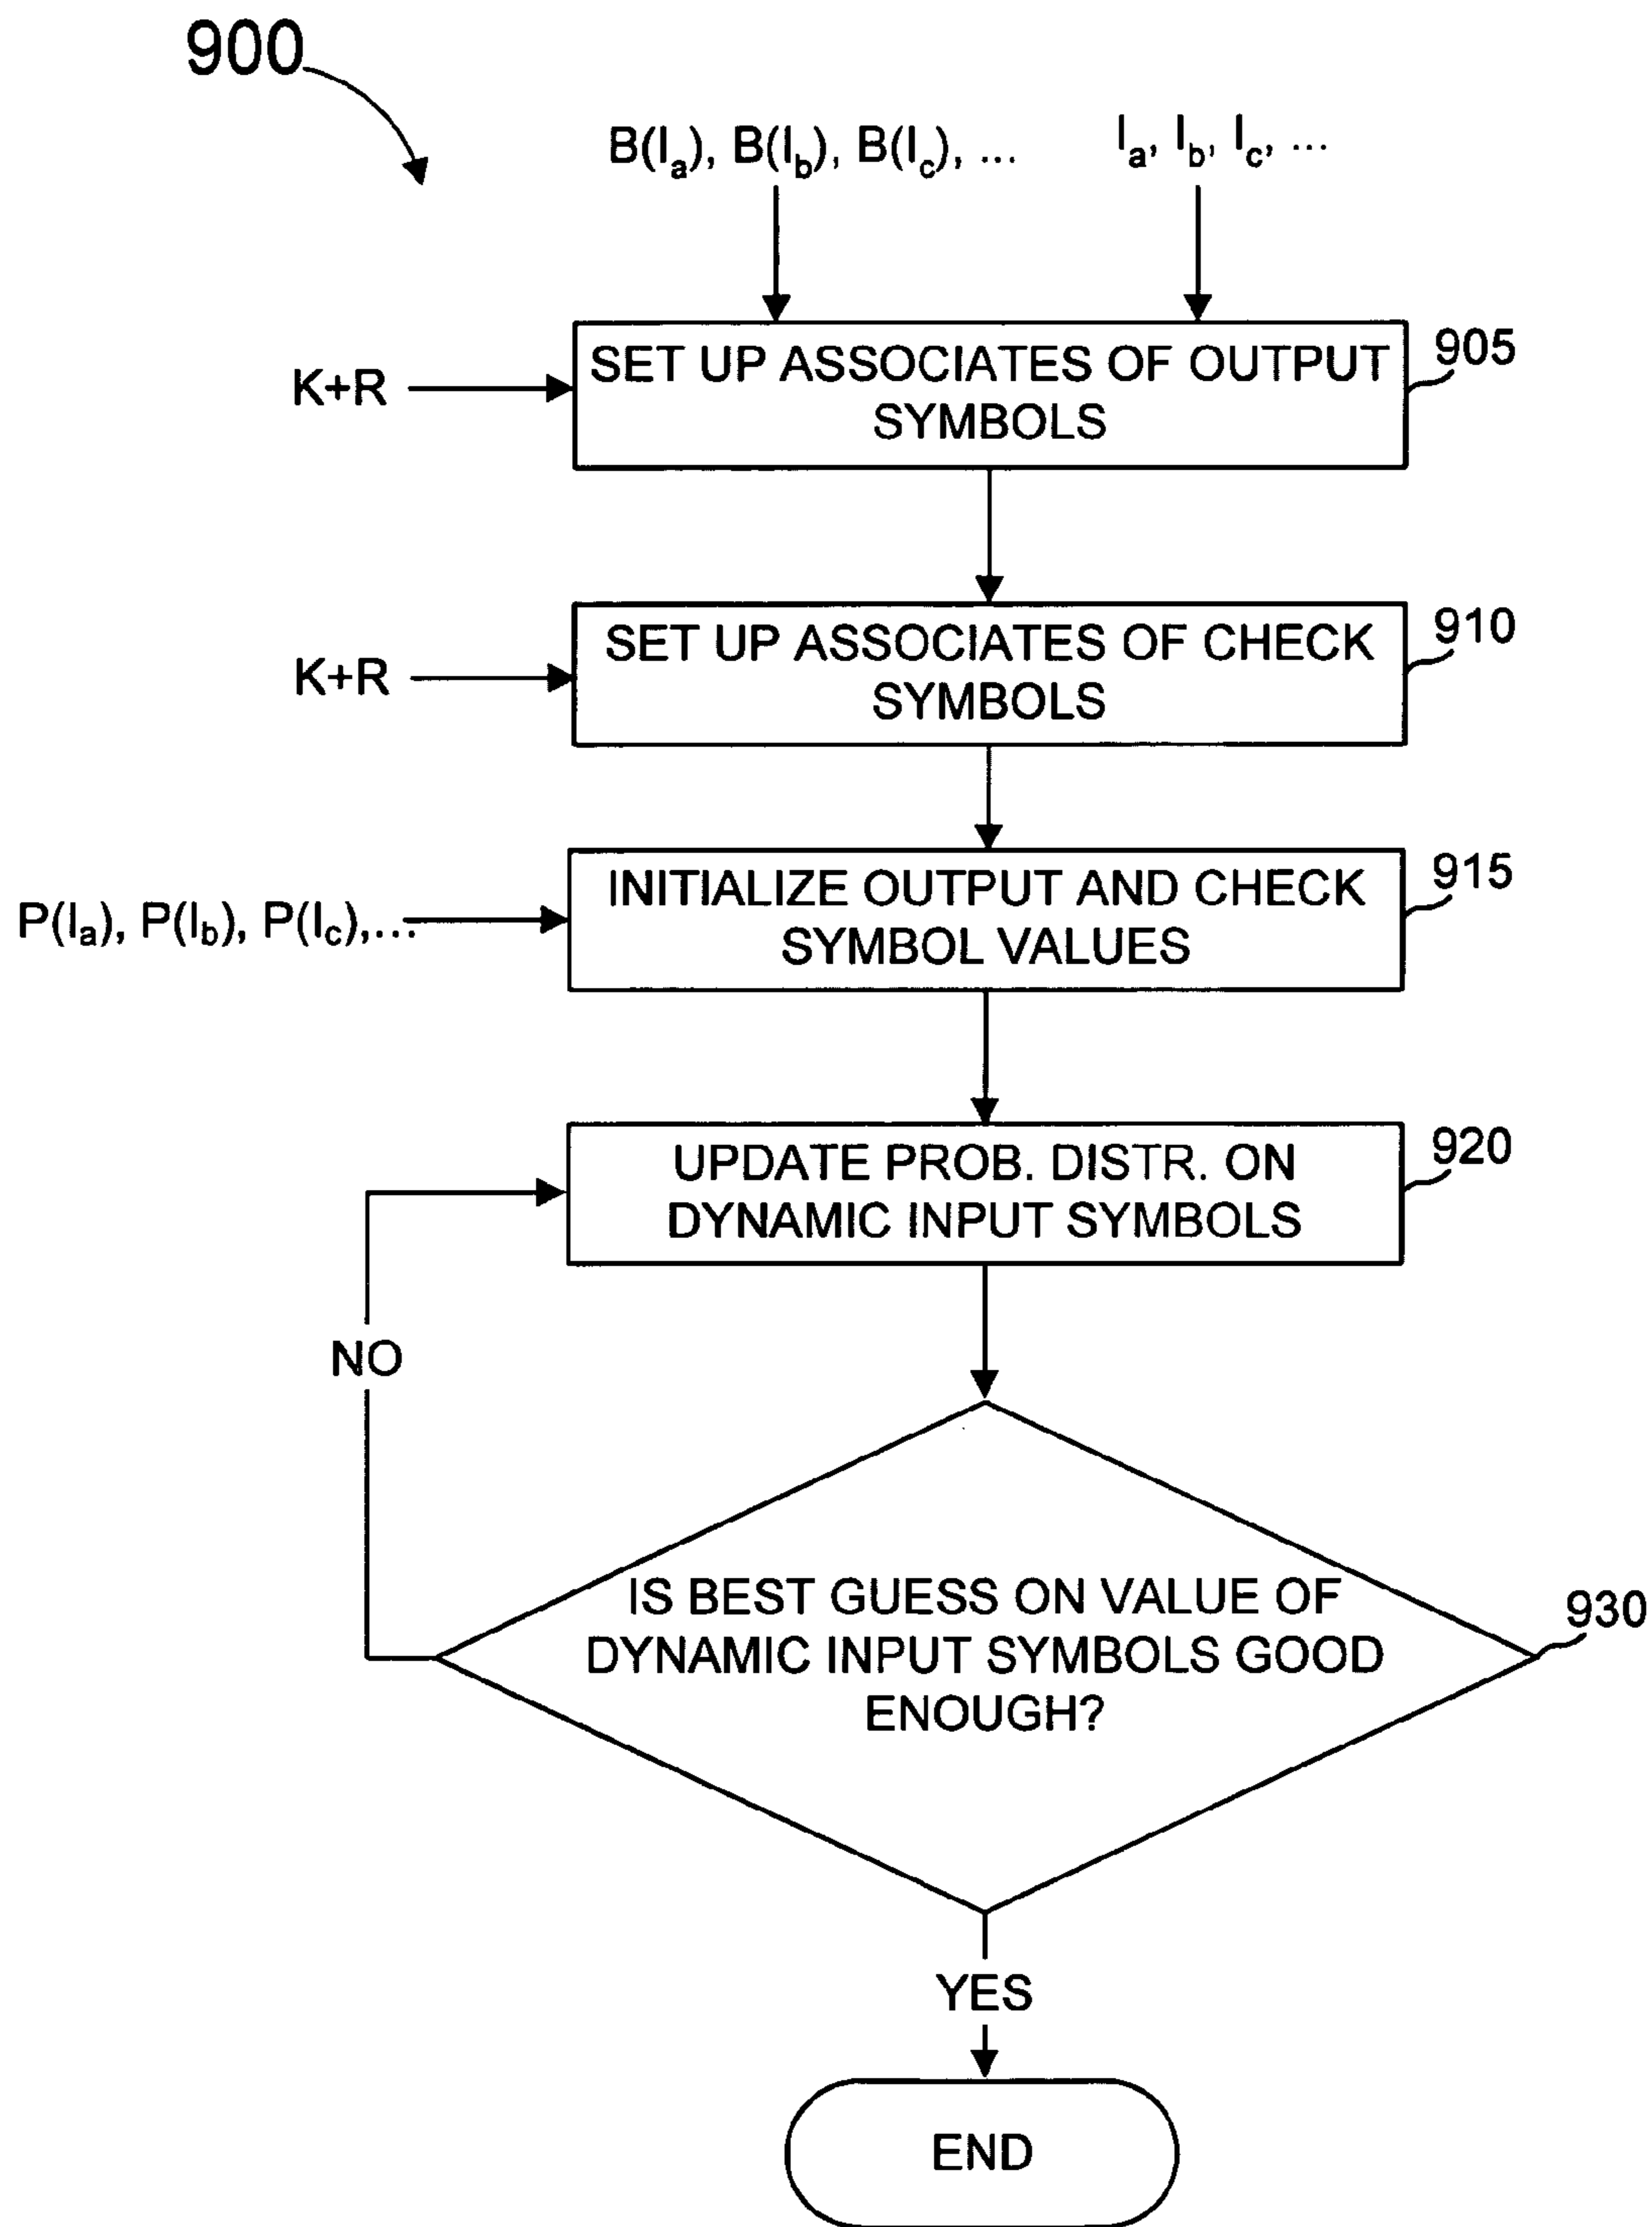 900
B(Ia), B(Ib), B(Ic), ...
Ia, Ib, Ic, ...
K+R
SET UP ASSOCIATES OF OUTPUT
SYMBOLS
905
K+R
SET UP ASSOCIATES OF CHECK
SYMBOLS
910
P(Ia), P(Ib), P(Ic),...
INITIALIZE OUTPUT AND CHECK
SYMBOL VALUES
915
UPDATE PROB. DISTR. ON
DYNAMIC INPUT SYMBOLS
920
NO
IS BEST GUESS ON VALUE OF
DYNAMIC INPUT SYMBOLS GOOD
ENOUGH?
930
YES
END